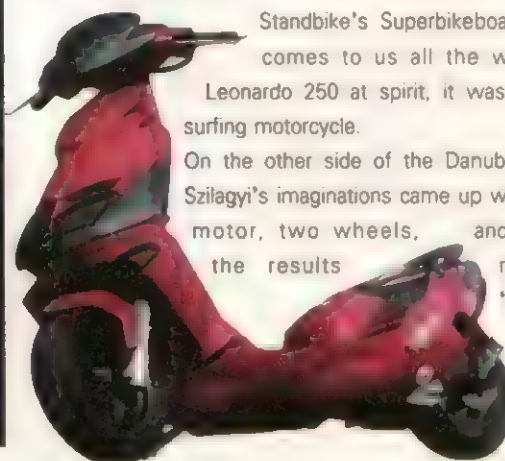 Standbike's Superbikeboa
comes to us all the w
Leonardo 250 at spirit, it was
surfing motorcycle.
On the other side of the Danub
Szilagyi's imaginations came up w
motor, two wheels, and
the results